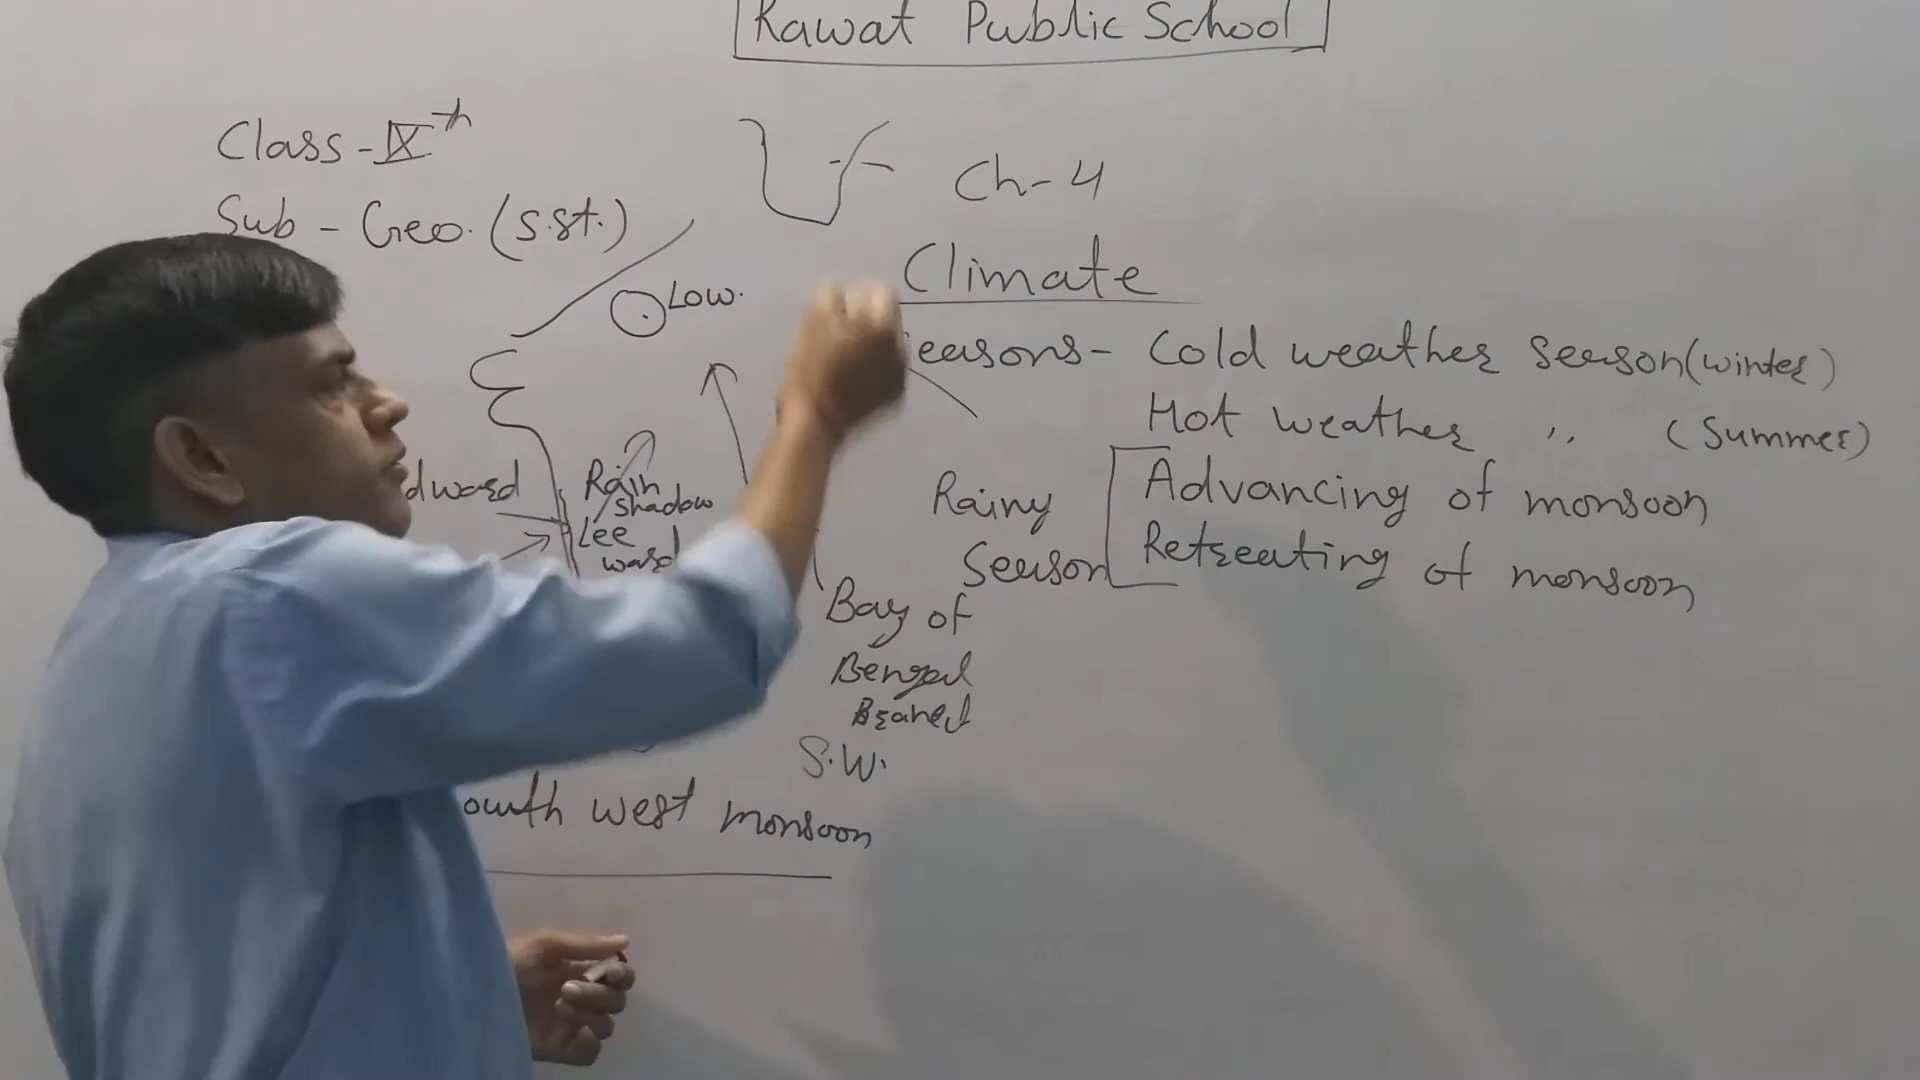 Rawat Public School
Class - IXth
Sub - Geo. (S.St.)
Ch-4
Climate
Low.
easons - Cold weather season (winter)
Hot weather ,, (Summer)
Rainy Season
Advancing of monsoon
Retreating of monsoon
dward
Rain shadow
Lee ward
Bay of
Bengal
S.W.
outh west monsoon